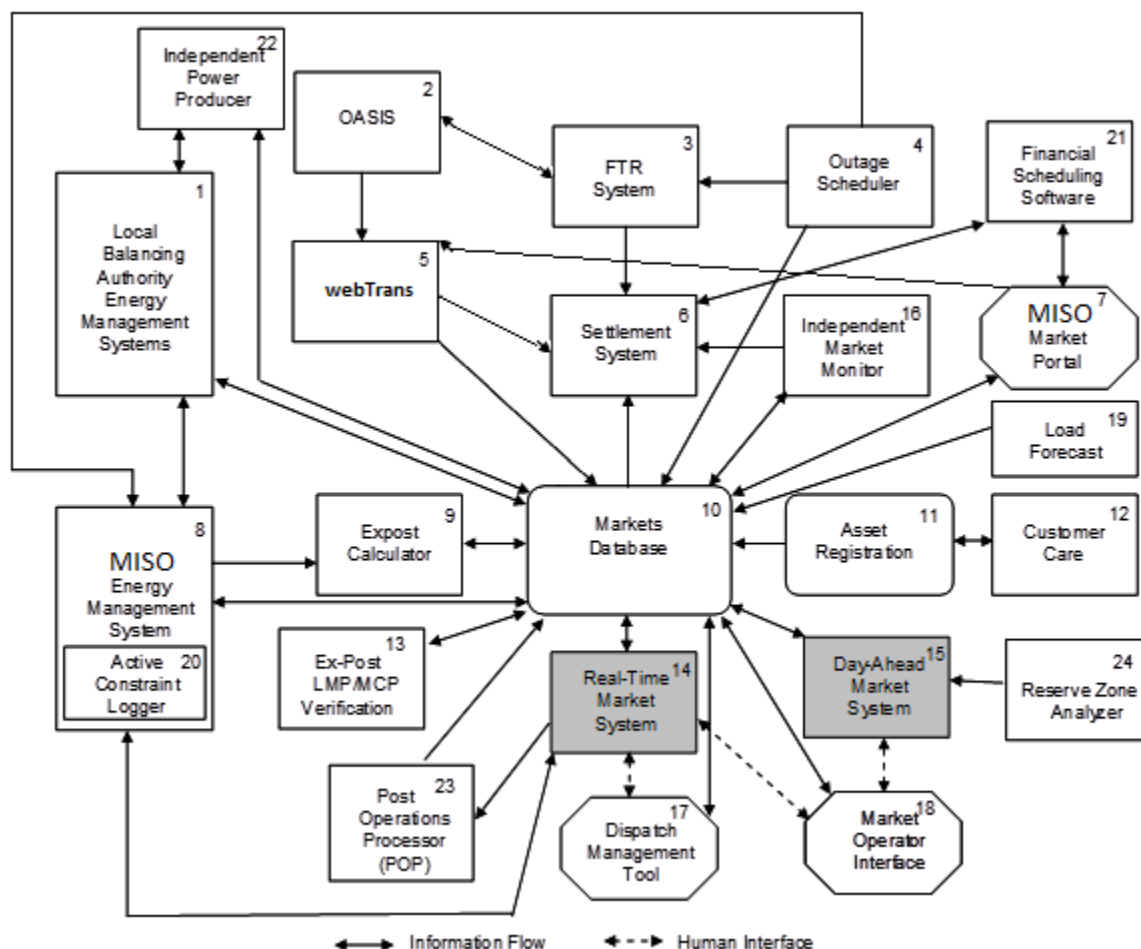 22
Independent
Power
Producer
2
OASIS
3
FTR
System
4
Outage
Scheduler
21
Financial
Scheduling
Software
1
Local
Balancing
Authority
Energy
Management
Systems
5
webTrans
6
Settlement
System
16
Independent
Market
Monitor
7
MISO
Market
Portal
19
Load
Forecast
8
MISO
Energy
Management
System
20
Active
Constraint
Logger
9
Expost
Calculator
10
Markets
Database
11
Asset
Registration
12
Customer
Care
13
Ex-Post
LMP/MCP
Verification
14
Real-Time
Market
System
15
Day-Ahead
Market
System
24
Reserve Zone
Analyzer
23
Post
Operations
Processor
(POP)
17
Dispatch
Management
Tool
18
Market
Operator
Interface
Information Flow
Human Interface